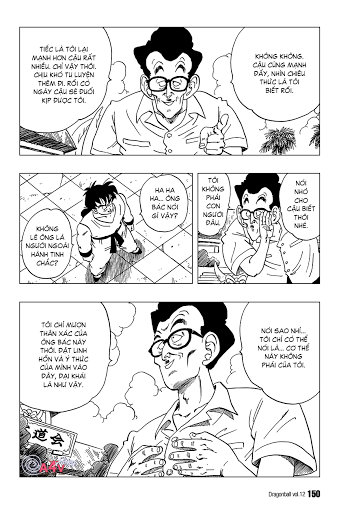 KHÔNG KHÔNG.
CẬU CŨNG MẠNH
ĐẤY, NHÌN CHIÊU
THỨC LÀ TÔI
BIẾT RỒI.
TIẾC LÀ TÔI LẠI
MẠNH HƠN CẬU RẤT
NHIỀU. CHỈ VẬY THÔI.
CHỊU KHÓ TU LUYỆN
THÊM ĐI. RỒI CÓ
NGÀY CẬU SẼ ĐUỔI
KỊP ĐƯỢC TÔI.
NÓI
NHỎ
CHO
CẬU BIẾT
THÔI
NHÉ.
TÔI
KHÔNG
PHẢI
CON
NGƯỜI
ĐÂU.
HA HA
HA... ÔNG
BÁC NÓI
GÌ VẬY?
KHÔNG
LẼ ÔNG LÀ
NGƯỜI NGOÀI
HÀNH TINH
CHẮC?
NÓI SAO NHỈ...
TÔI CHỈ CÓ THỂ
NÓI LÀ... CƠ THỂ
NÀY KHÔNG
PHẢI CỦA TÔI.
TÔI CHỈ MƯỢN
THÂN XÁC CỦA
ÔNG BÁC NÀY
THÔI. ĐẶT LINH
HỒN VÀ Ý THỨC
CỦA MÌNH VÀO
ĐẤY, ĐẠI KHÁI
LÀ NHƯ VẬY.
道会
Dragonball vol.12 150